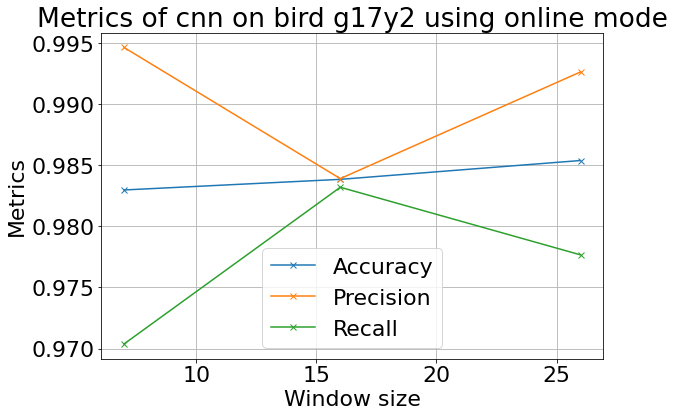 Metrics of cnn on bird g17y2 using online mode
0.995
0.990
0.985
0.980
0.975
0.970
Metrics
Accuracy
Precision
Recall
10 15 20 25
Window size